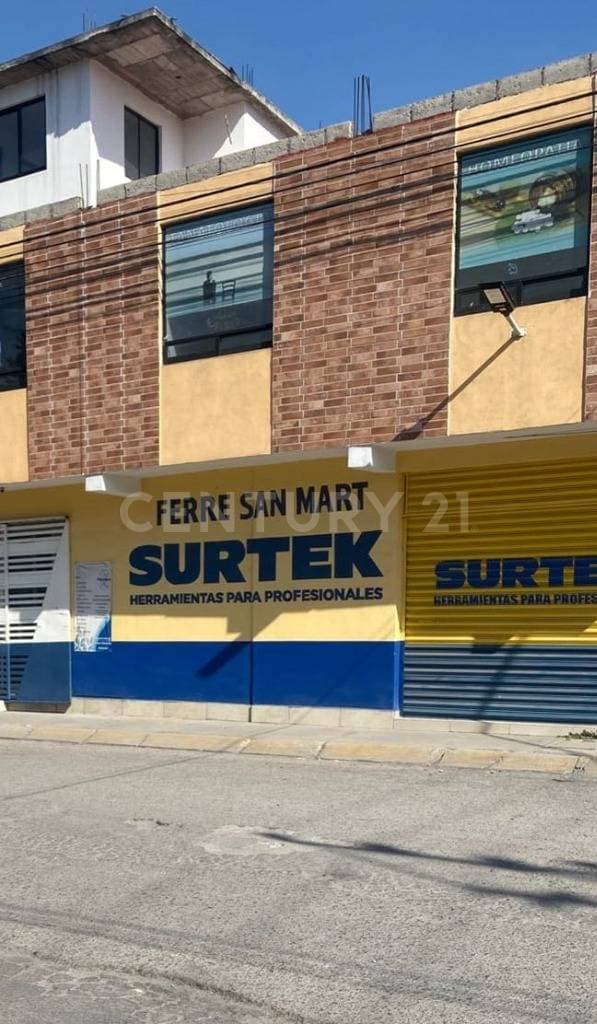 HOMEOPATI
FERRE SAN MART
CENTURY 21
SURTEK
HERRAMIENTAS PARA PROFESIONALES
SURTE
HERRAMIENTAS PARA PROFES